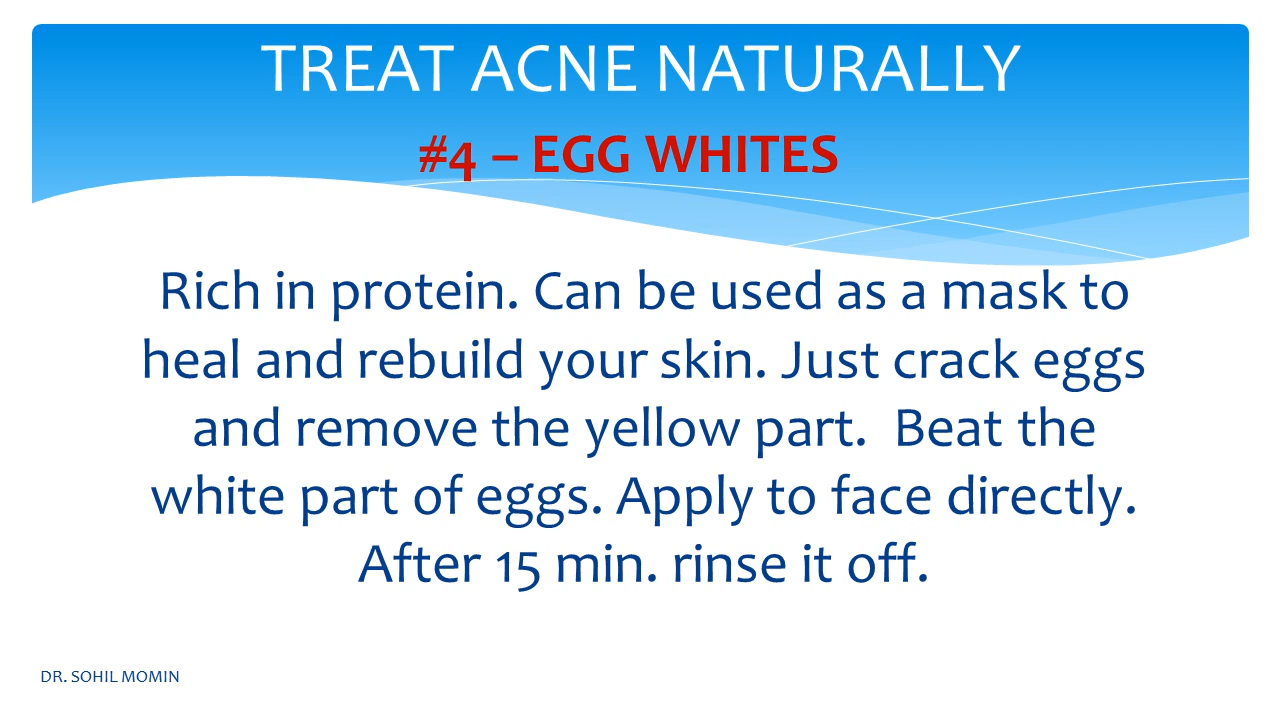 TREAT ACNE NATURALLY
#4 – EGG WHITES
Rich in protein. Can be used as a mask to
heal and rebuild your skin. Just crack eggs
and remove the yellow part.  Beat the
white part of eggs. Apply to face directly.
After 15 min. rinse it off.
DR. SOHIL MOMIN